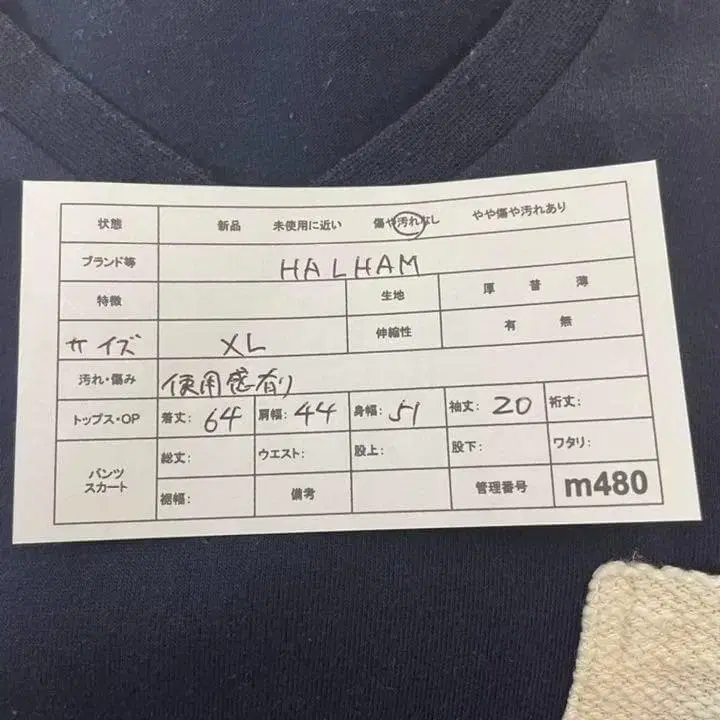 状態 新品 未使用に近い 傷や汚れなし やや傷や汚れあり
ブランド等 HALHAM
特徴 生地 厚 普 薄
サイズ XL 伸縮性 有 無
汚れ・傷み 使用感有り
トップス・OP 着丈: 64 肩幅: 44 身幅: 51 袖丈: 20 裄丈:
パンツ スカート 総丈: ウエスト: 股上: 股下: ワタリ:
裾幅: 備考 管理番号 m480